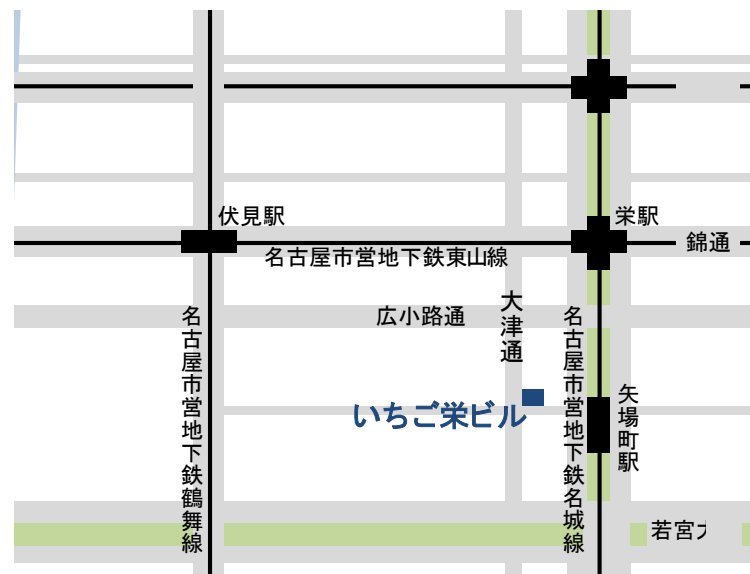 伏見駅
栄駅
錦通
名古屋市営地下鉄東山線
大津通
広小路通
名古屋市営地下鉄鶴舞線
名古屋市営地下鉄名城線
いちご栄ビル
矢場町駅
若宮